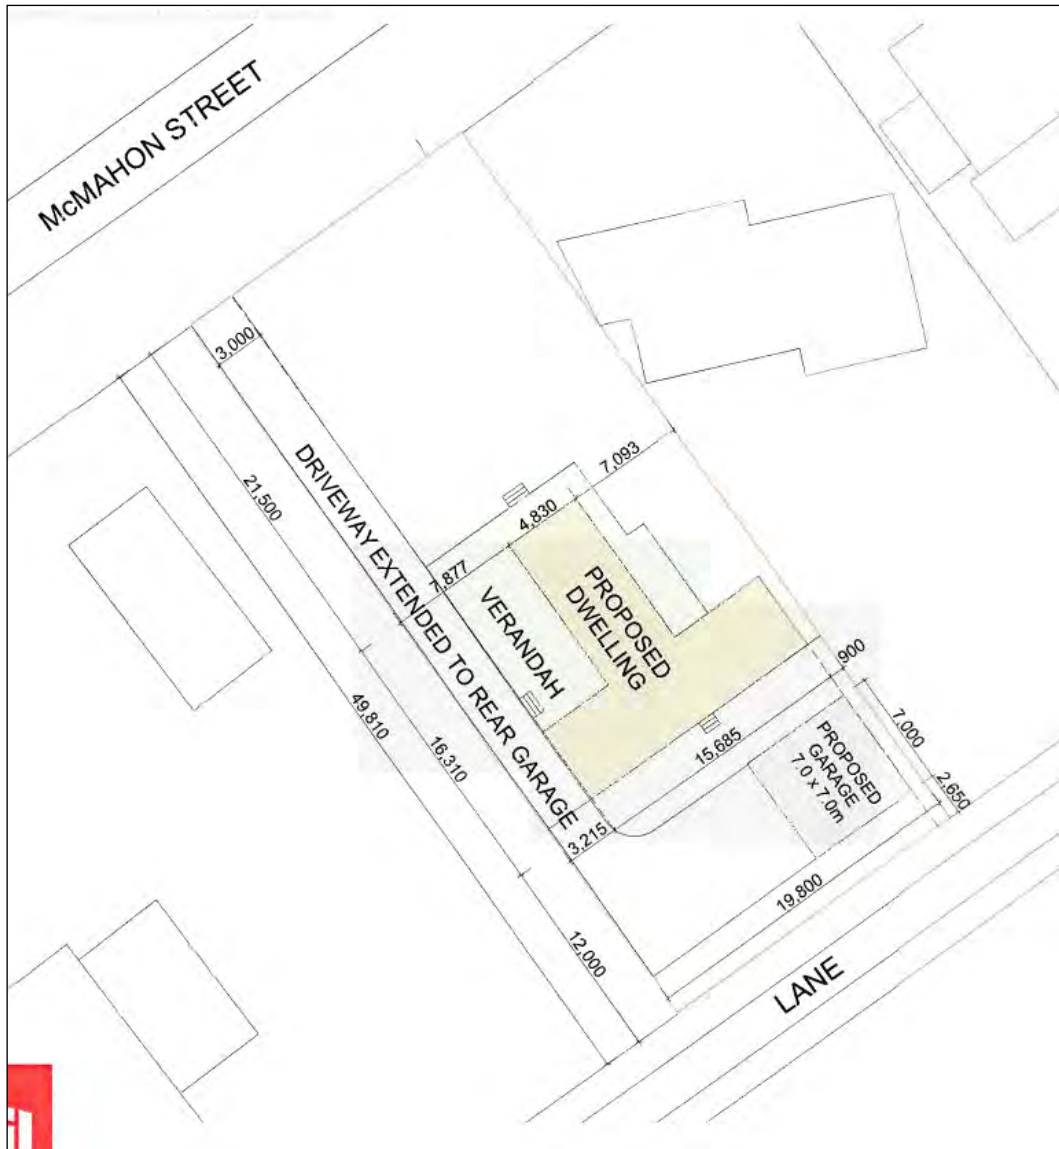 McMAHON STREET
3,000
DRIVEWAY EXTENDED TO REAR GARAGE
21,500
7,093
4,830
7,877
VERANDAH
PROPOSED
DWELLING
900
49,810
16,310
15,685
7,000
PROPOSED
GARAGE
7.0 x 7.0m
2,650
3,215
19,800
12,000
LANE